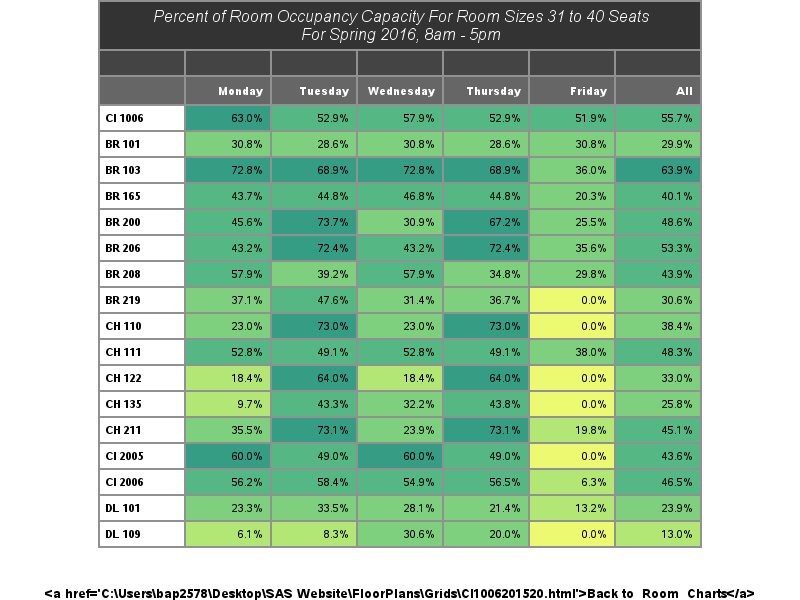 Percent of Room Occupancy Capacity For Room Sizes 31 to 40 Seats
For Spring 2016, 8am - 5pm
Monday Tuesday Wednesday Thursday Friday All
CI 1006 63.0% 52.9% 57.9% 52.9% 51.9% 55.7%
BR 101 30.8% 28.6% 30.8% 28.6% 30.8% 29.9%
BR 103 72.8% 68.9% 72.8% 68.9% 36.0% 63.9%
BR 165 43.7% 44.8% 46.8% 44.8% 20.3% 40.1%
BR 200 45.6% 73.7% 30.9% 67.2% 25.5% 48.6%
BR 206 43.2% 72.4% 43.2% 72.4% 35.6% 53.3%
BR 208 57.9% 39.2% 57.9% 34.8% 29.8% 43.9%
BR 219 37.1% 47.6% 31.4% 36.7% 0.0% 30.6%
CH 110 23.0% 73.0% 23.0% 73.0% 0.0% 38.4%
CH 111 52.8% 49.1% 52.8% 49.1% 38.0% 48.3%
CH 122 18.4% 64.0% 18.4% 64.0% 0.0% 33.0%
CH 135 9.7% 43.3% 32.2% 43.8% 0.0% 25.8%
CH 211 35.5% 73.1% 23.9% 73.1% 19.8% 45.1%
CI 2005 60.0% 49.0% 60.0% 49.0% 0.0% 43.6%
CI 2006 56.2% 58.4% 54.9% 56.5% 6.3% 46.5%
DL 101 23.3% 33.5% 28.1% 21.4% 13.2% 23.9%
DL 109 6.1% 8.3% 30.6% 20.0% 0.0% 13.0%
<a href='C:\Users\bap2578\Desktop\SAS Website\FloorPlans\Grids\CI1006201520.html'>Back to Room Charts</a>